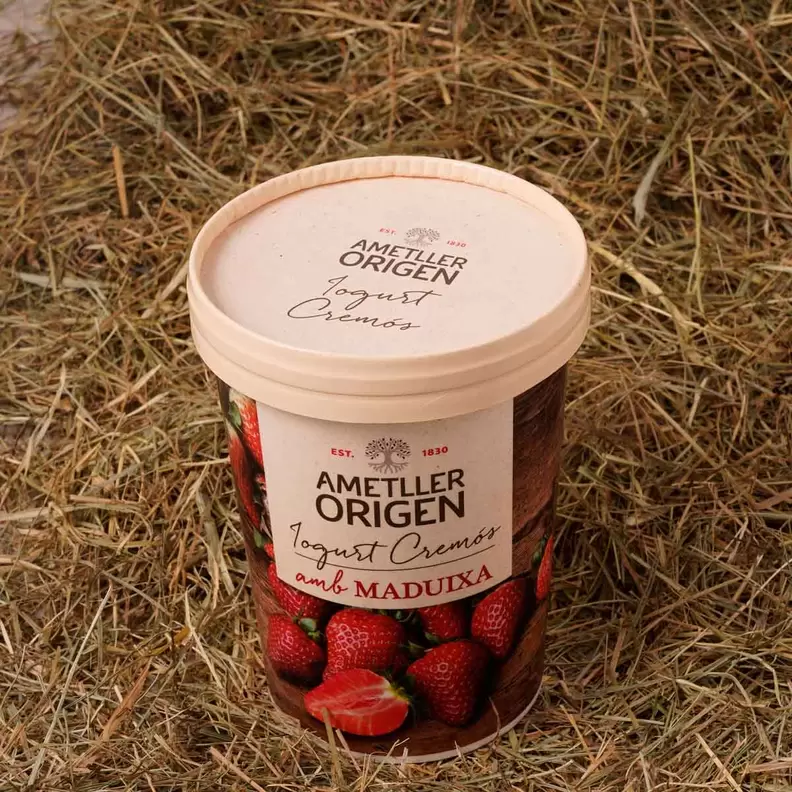 EST. 1830
AMETLLER
ORIGEN
Iogurt
Cremós
EST. 1830
AMETLLER
ORIGEN
Iogurt Cremós
amb MADUIXA